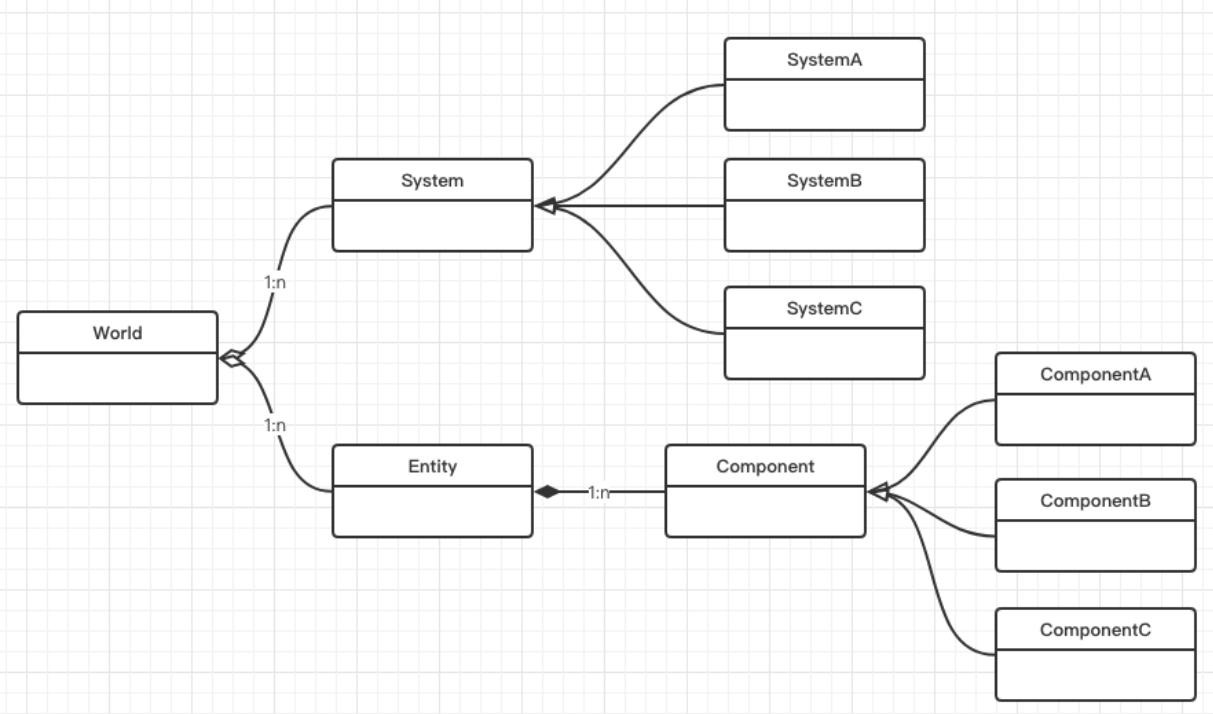 SystemA
System
SystemB
1:n
SystemC
World
ComponentA
1:n
Entity
1:n
Component
ComponentB
ComponentC